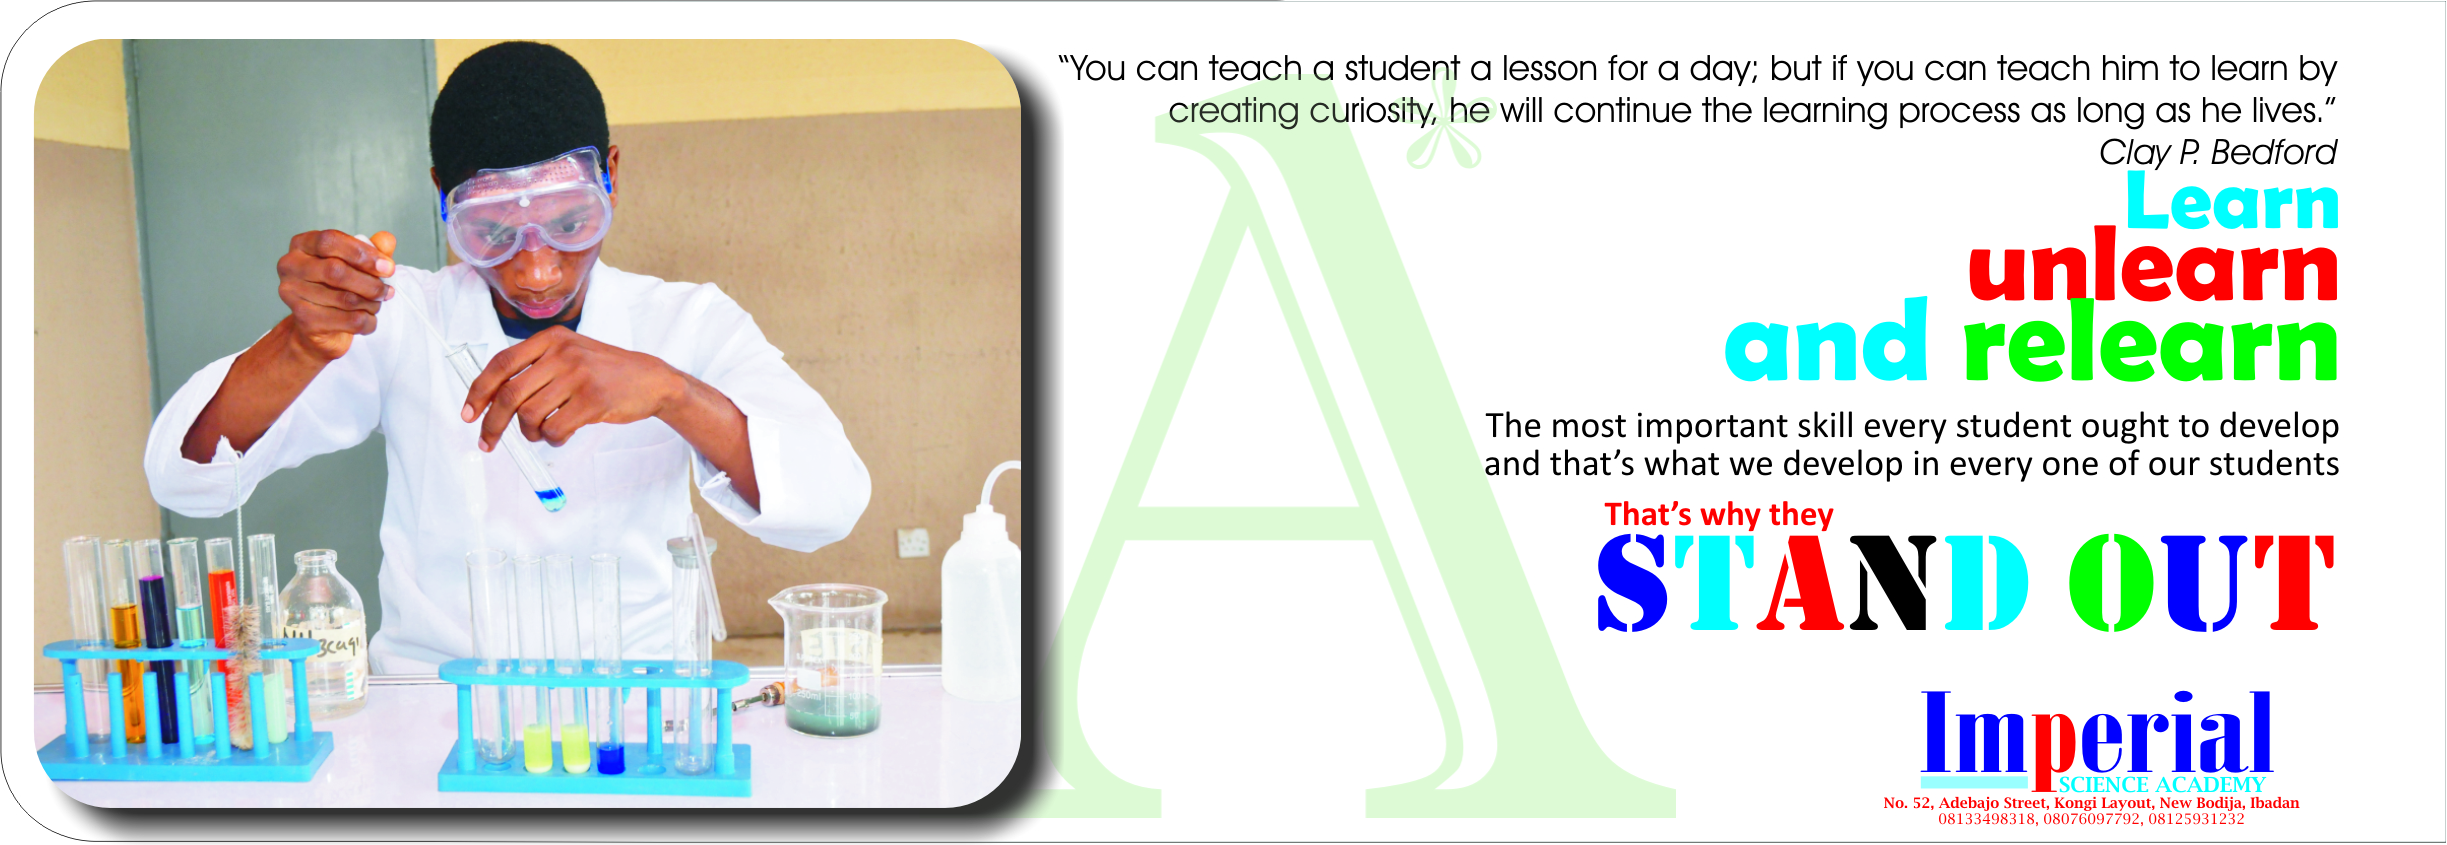 “You can teach a student a lesson for a day; but if you can teach him to learn by
creating curiosity, he will continue the learning process as long as he lives.“
Clay P. Bedford
Learn
unlearn
and relearn
The most important skill every student ought to develop
and that’s what we develop in every one of our students
That’s why they
STAND OUT
A*
Imperial
SCIENCE ACADEMY
No. 52, Adebajo Street, Kongi Layout, New Bodija, Ibadan
08133498318, 08076097792, 08125931232